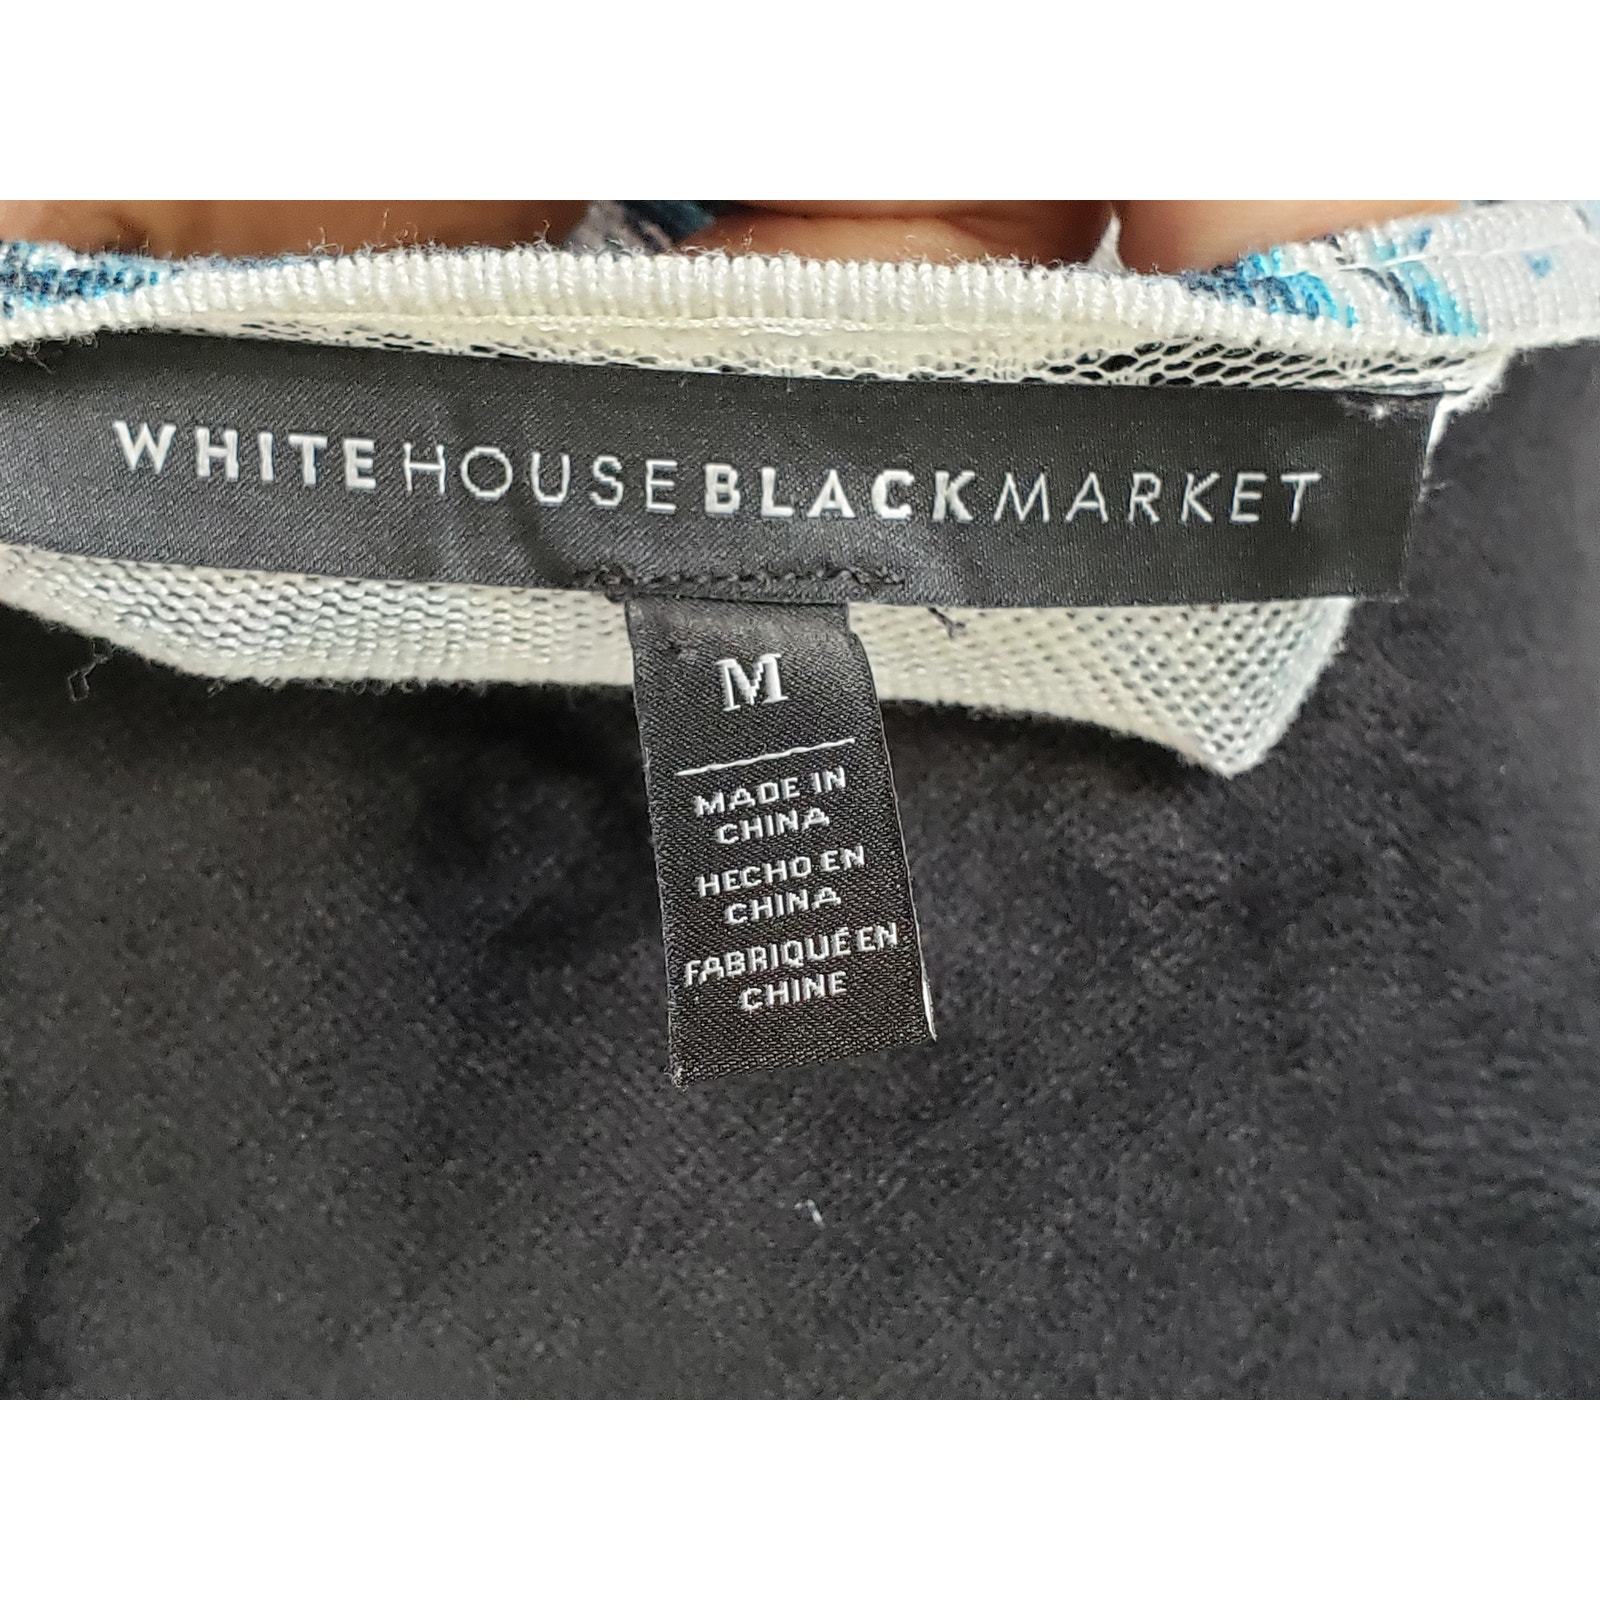 WHITEHOUSEBLACKMARKET
M
MADE IN
CHINA
HECHO EN
CHINA
FABRIQUÉ EN
CHINE